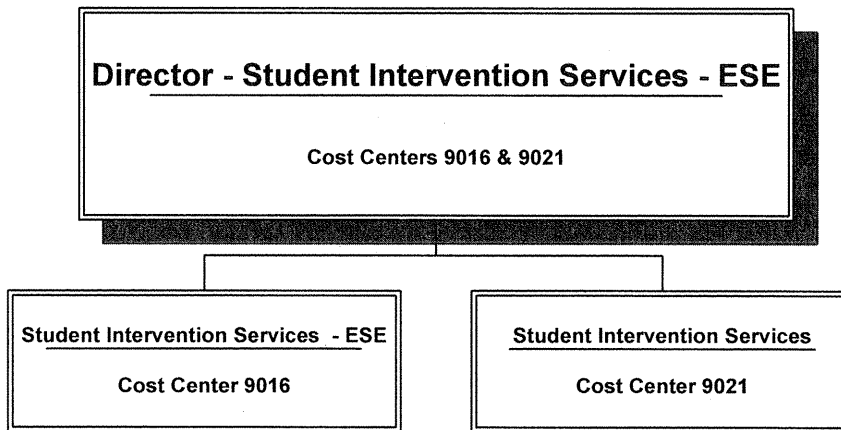 Director - Student Intervention Services - ESE
Cost Centers 9016 & 9021
Student Intervention Services - ESE
Cost Center 9016
Student Intervention Services
Cost Center 9021